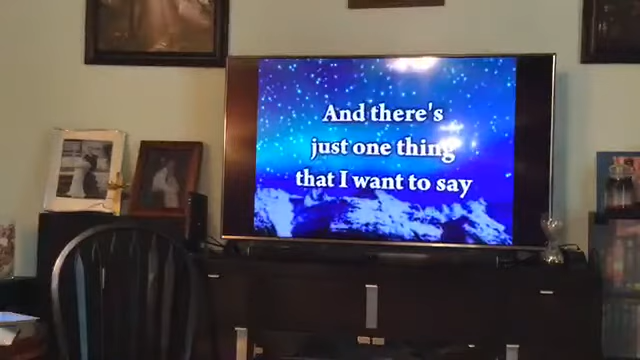 And there's
just one thing
that I want to say